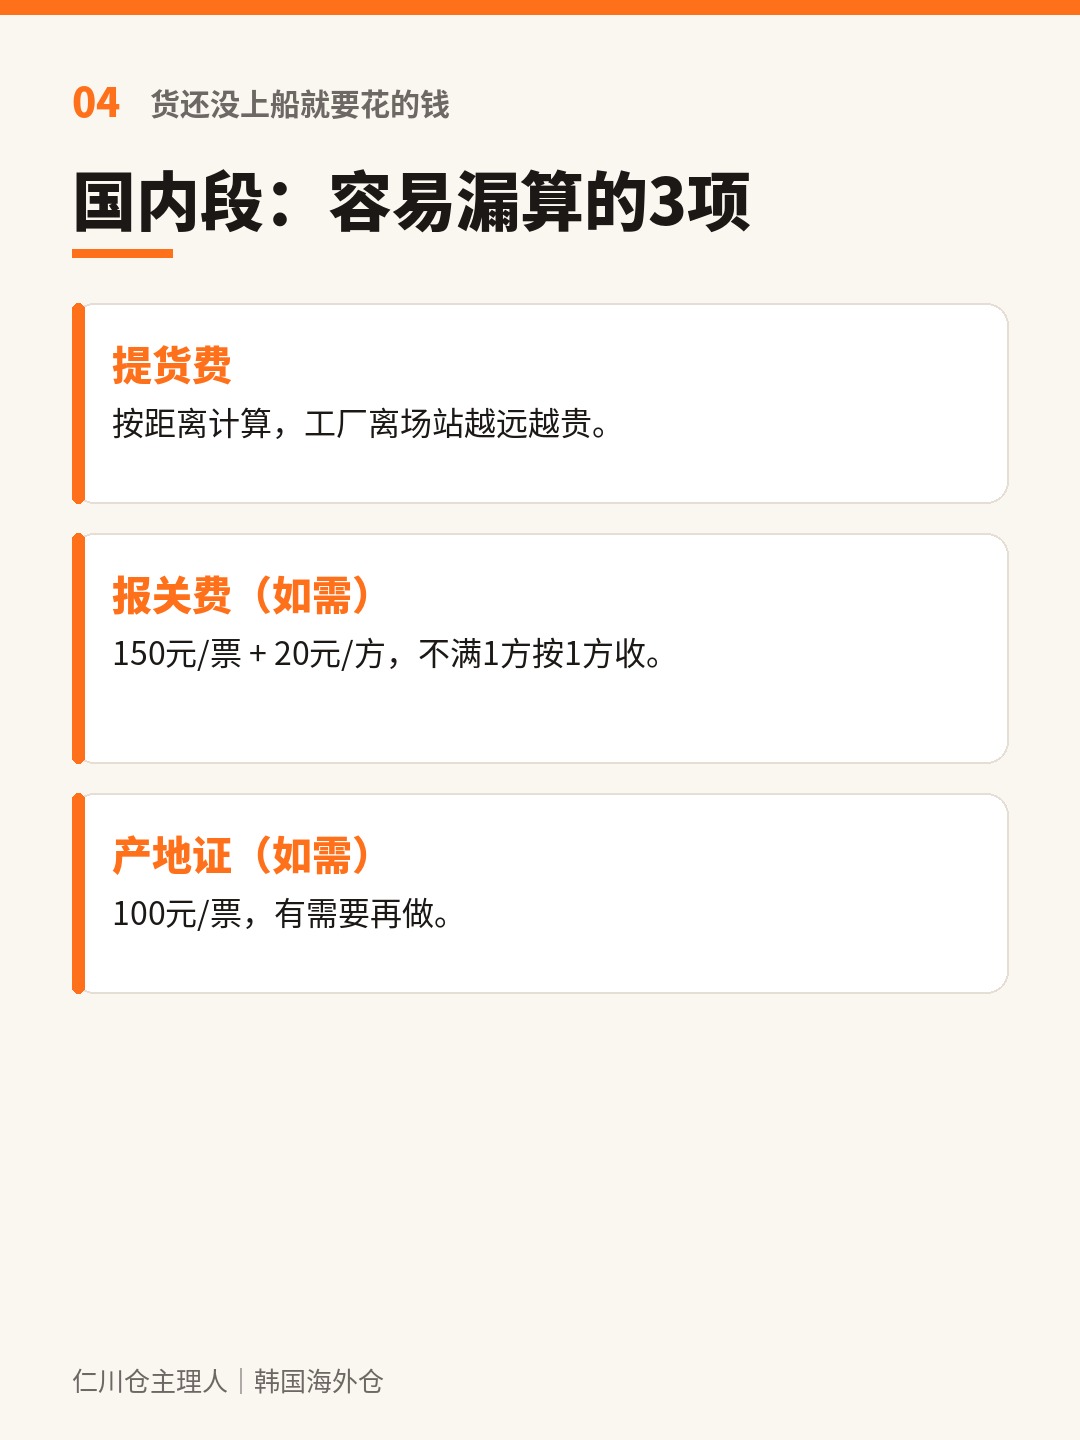 04 货还没上船就要花的钱
国内段：容易漏算的3项
提货费
按距离计算，工厂离场站越远越贵。
报关费（如需）
150元/票 + 20元/方，不满1方按1方收。
产地证（如需）
100元/票，有需要再做。
仁川仓主理人｜韩国海外仓